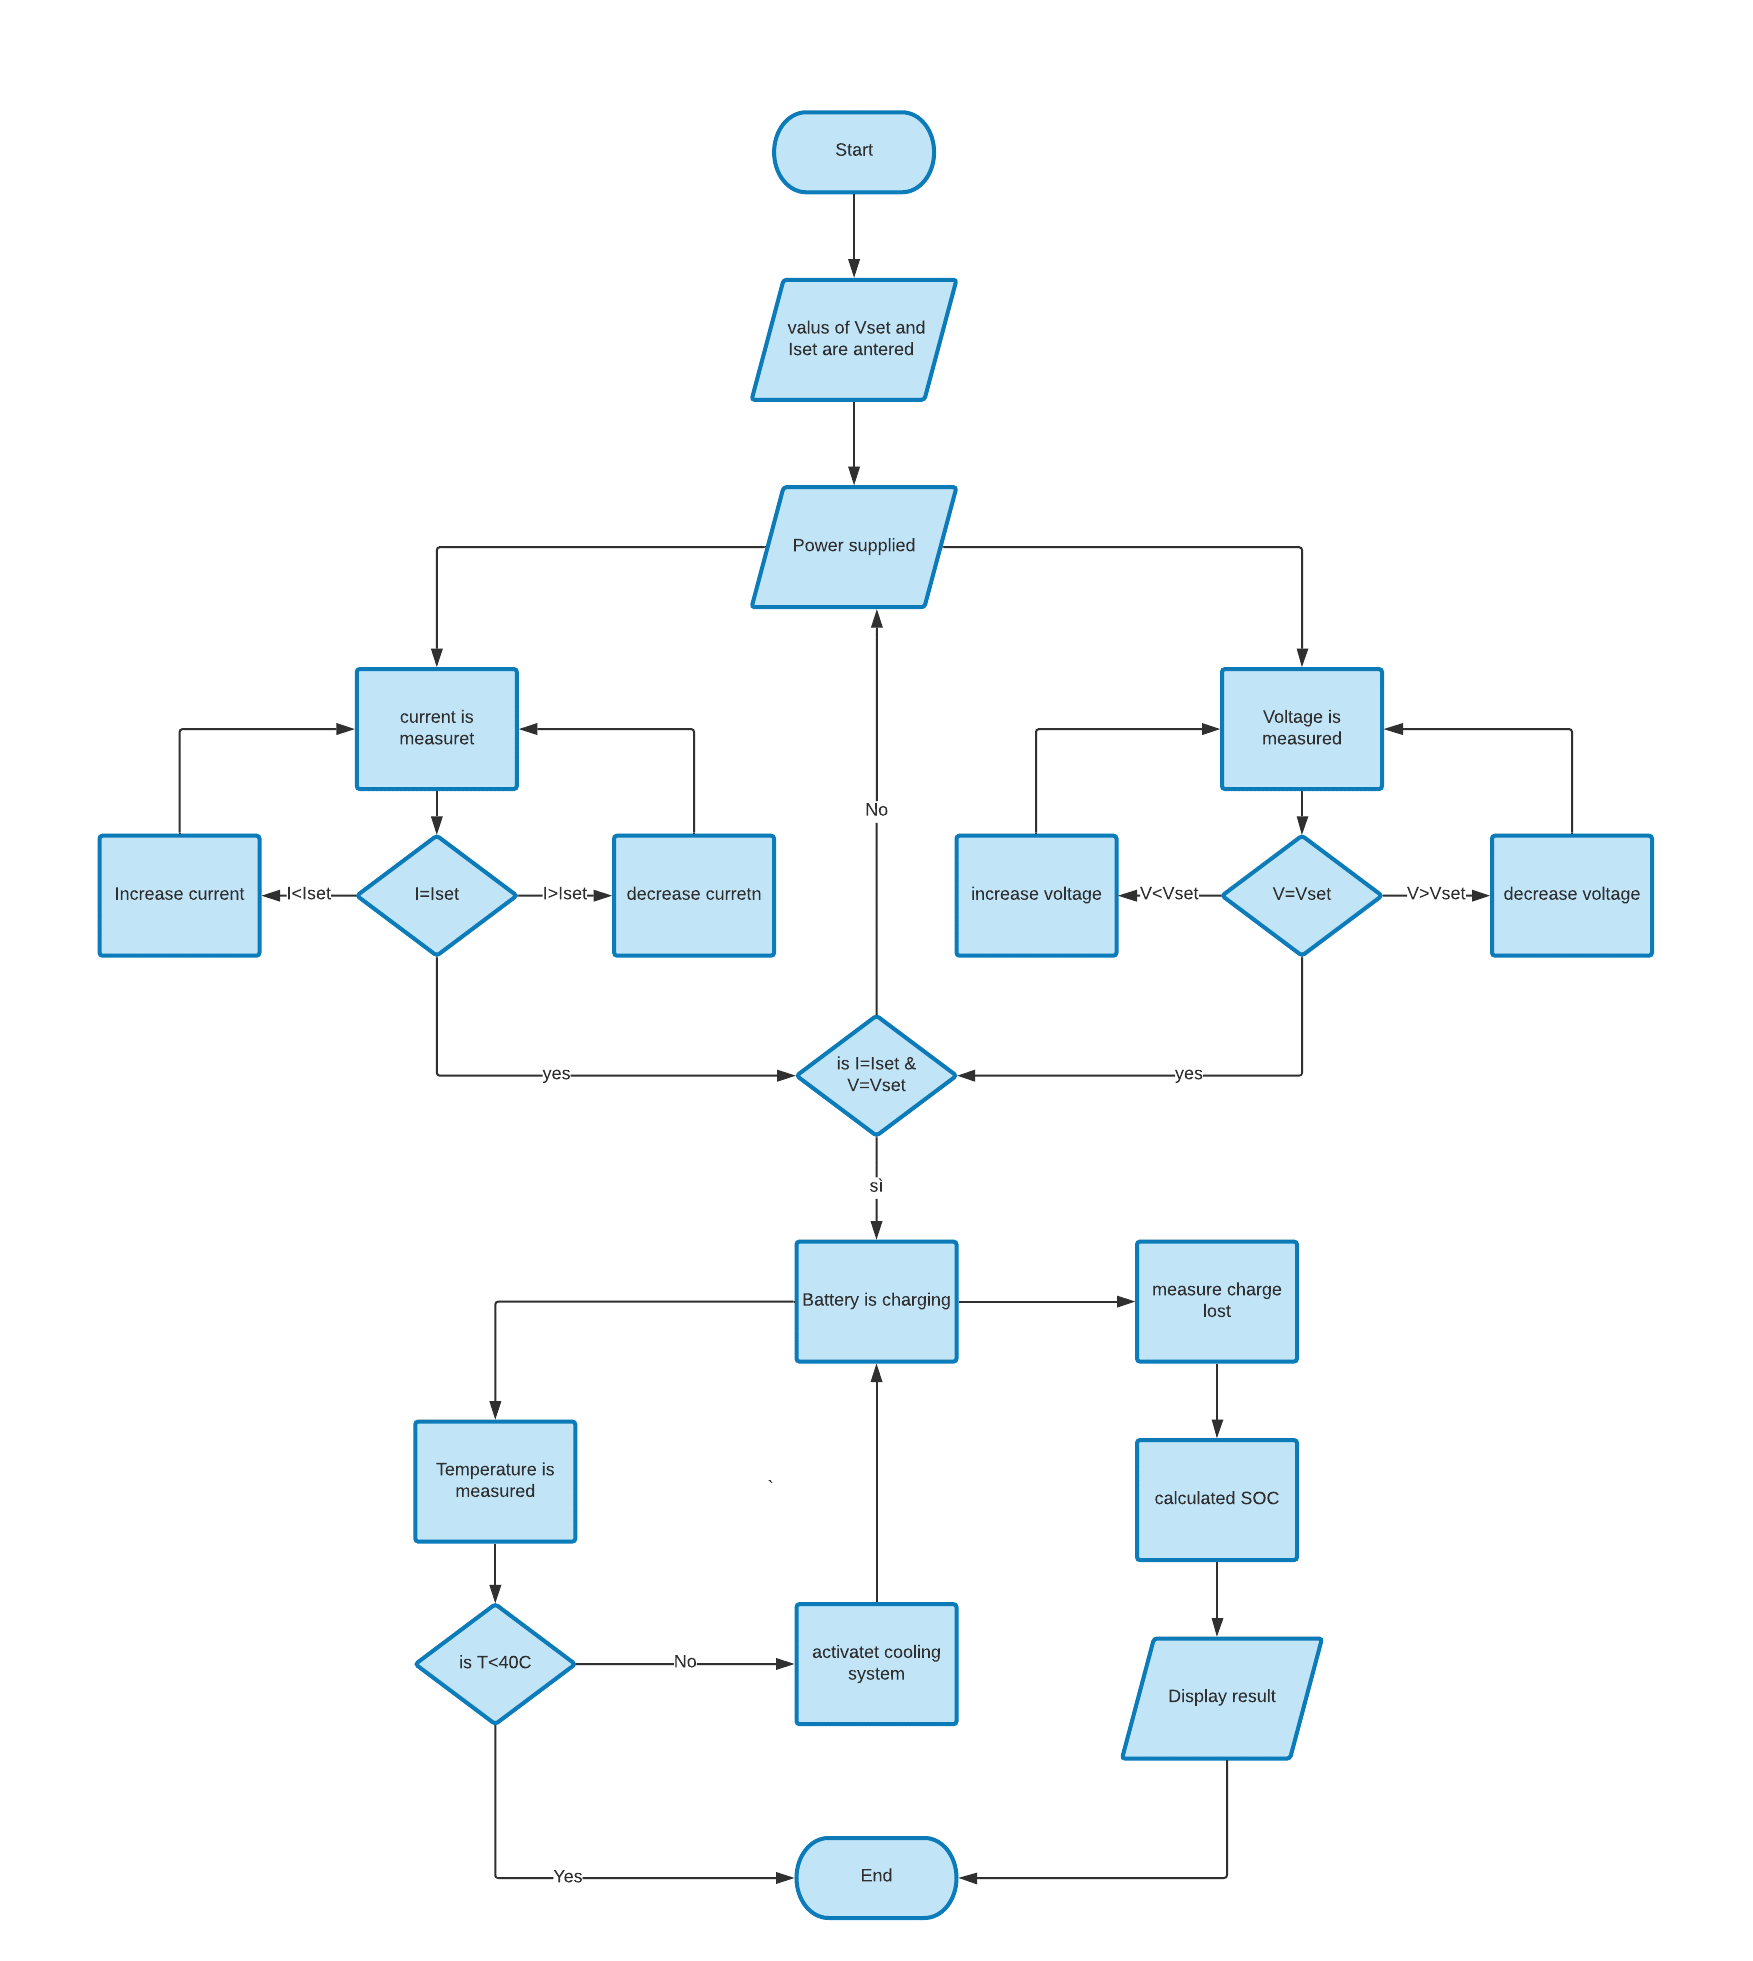 Start
valus of Vset and
Iset are antered
Power supplied
current is
measuret
Voltage is
measured
No
Increase current
I<Iset
I=Iset
I>Iset
decrease curretn
increase voltage
V<Vset
V=Vset
V>Vset
decrease voltage
is I=Iset &
V=Vset
yes
yes
sì
Battery is charging
measure charge
lost
Temperature is
measured
`
calculated SOC
is T<40C
No
activatet cooling
system
Display result
Yes
End